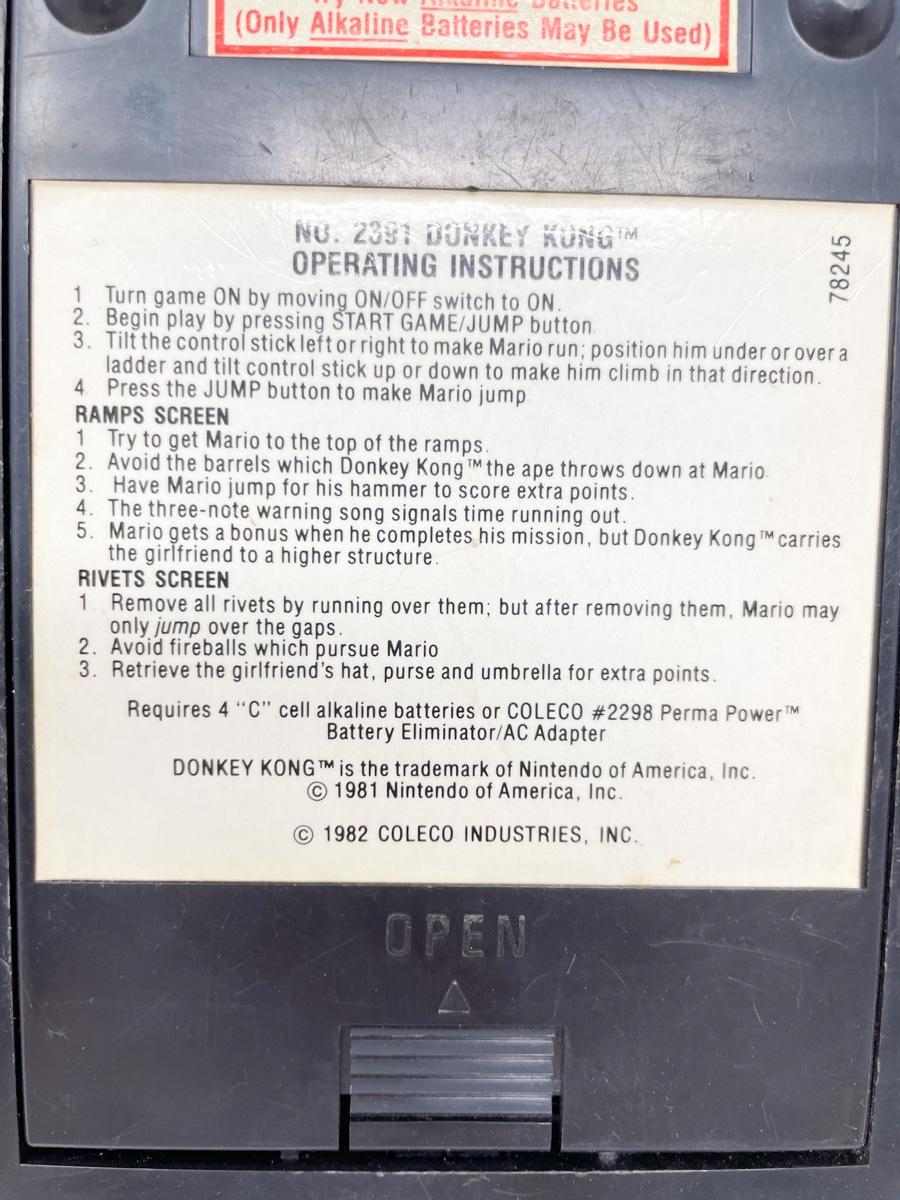 Try New Alkaline Batteries
(Only Alkaline Batteries May Be Used)
NO. 2391 DONKEY KONG™
OPERATING INSTRUCTIONS
78245
1 Turn game ON by moving ON/OFF switch to ON.
2. Begin play by pressing START GAME/JUMP button.
3. Tilt the control stick left or right to make Mario run; position him under or over a
ladder and tilt control stick up or down to make him climb in that direction.
4. Press the JUMP button to make Mario jump
RAMPS SCREEN
1 Try to get Mario to the top of the ramps.
2. Avoid the barrels which Donkey Kong™ the ape throws down at Mario.
3. Have Mario jump for his hammer to score extra points.
4. The three-note warning song signals time running out.
5. Mario gets a bonus when he completes his mission, but Donkey Kong™ carries
the girlfriend to a higher structure.
RIVETS SCREEN
1. Remove all rivets by running over them; but after removing them, Mario may
only jump over the gaps.
2. Avoid fireballs which pursue Mario
3. Retrieve the girlfriend's hat, purse and umbrella for extra points.
Requires 4 "C" cell alkaline batteries or COLECO #2298 Perma Power™
Battery Eliminator/AC Adapter
DONKEY KONG™ is the trademark of Nintendo of America, Inc.
© 1981 Nintendo of America, Inc.
© 1982 COLECO INDUSTRIES, INC.
OPEN